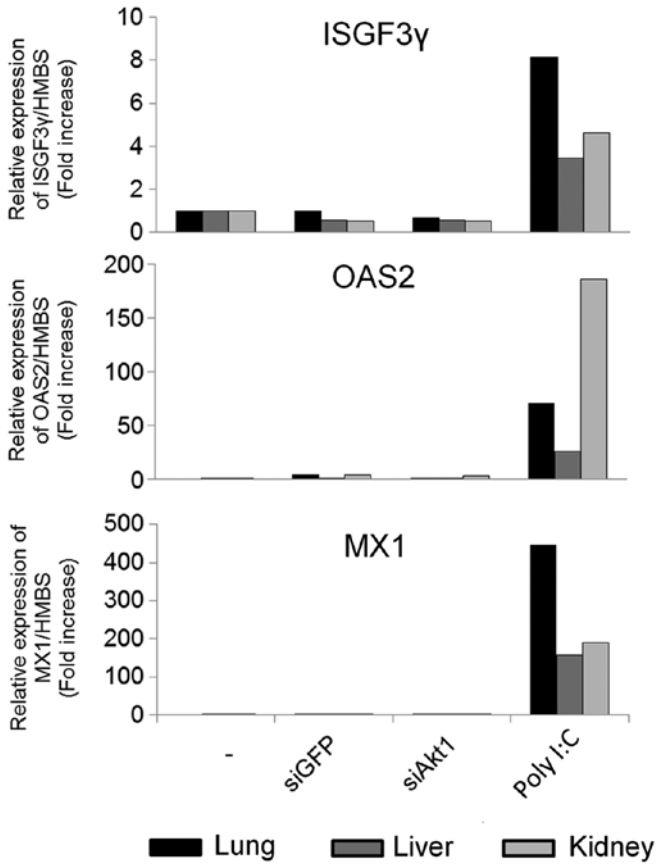 ISGF3γ
Relative expression
of ISGF3γ/HMBS
(Fold increase)
10
8
6
4
2
0
OAS2
Relative expression
of OAS2/HMBS
(Fold increase)
200
150
100
50
0
MX1
Relative expression of
MX1/HMBS
(Fold increase)
500
400
300
200
100
0
-
siGFP
siAkt1
Poly I:C
Lung
Liver
Kidney